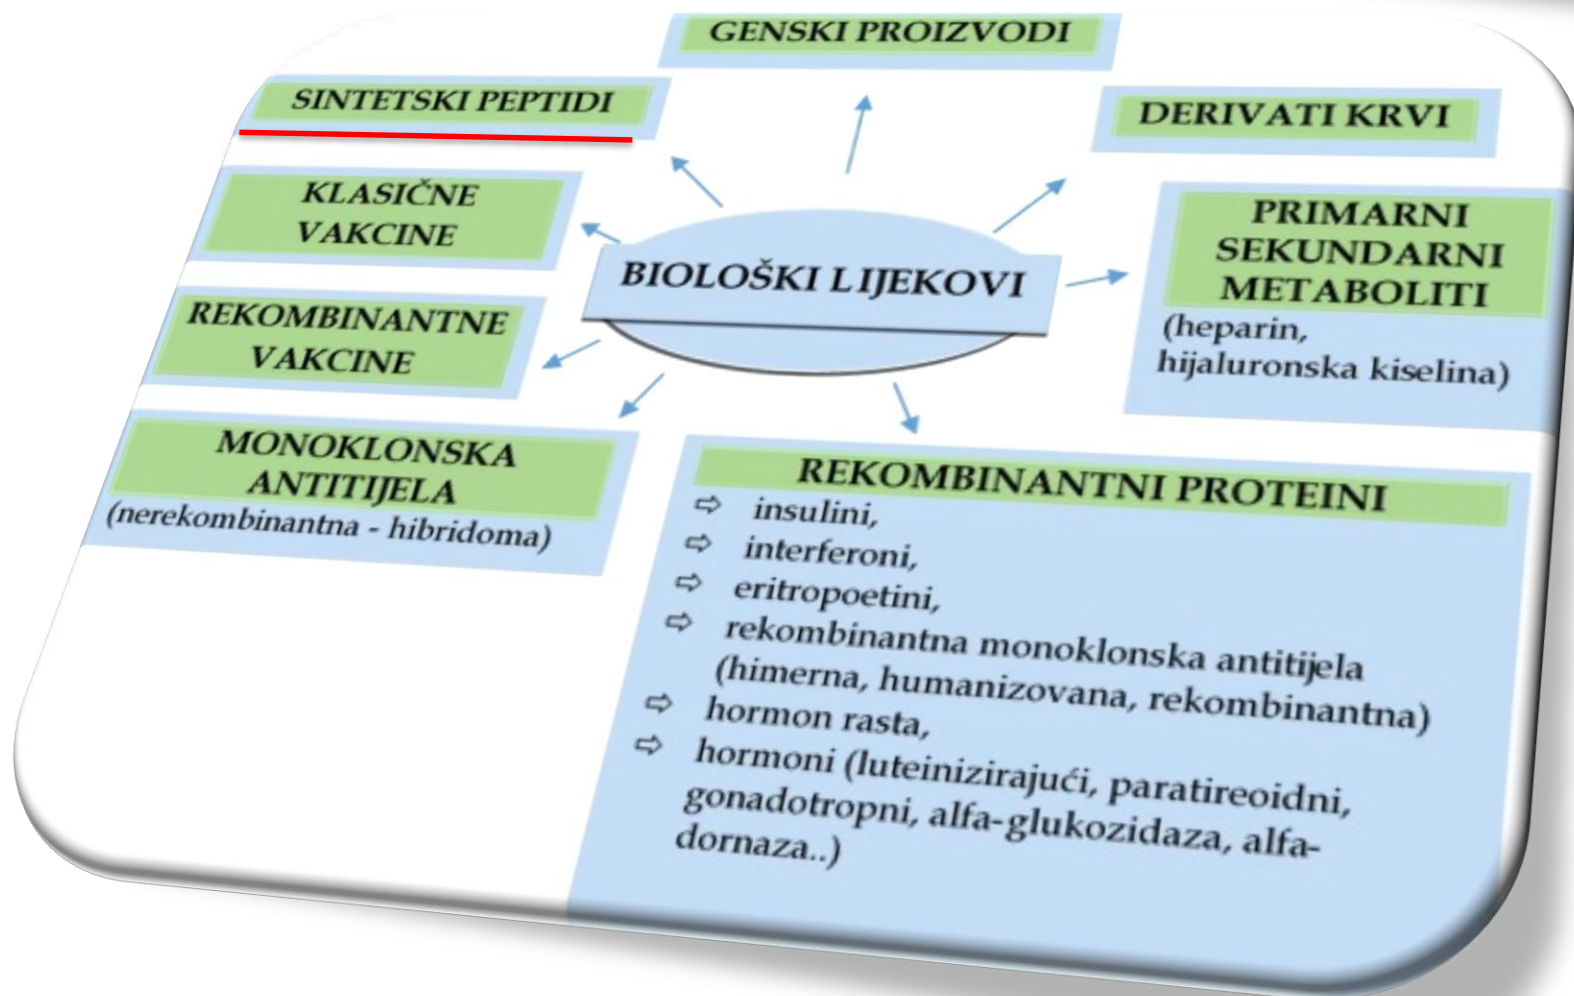 GENSKI PROIZVODI
SINTETSKI PEPTIDI
DERIVATI KRVI
KLASIČNE
VAKCINE
PRIMARNI
SEKUNDARNI
METABOLITI
(heparin,
hijaluronska kiselina)
BIOLOŠKI LIJEKOVI
REKOMBINANTNE
VAKCINE
MONOKLONSKA
ANTITIJELA
(nerekombinantna - hibridoma)
REKOMBINANTNI PROTEINI
⇨ insulini,
⇨ interferoni,
⇨ eritropoetini,
⇨ rekombinantna monoklonska antitijela
(himerna, humanizovana, rekombinantna)
⇨ hormon rasta,
⇨ hormoni (luteinizirajući, paratireoidni,
gonadotropni, alfa-glukozidaza, alfa-
dornaza..)